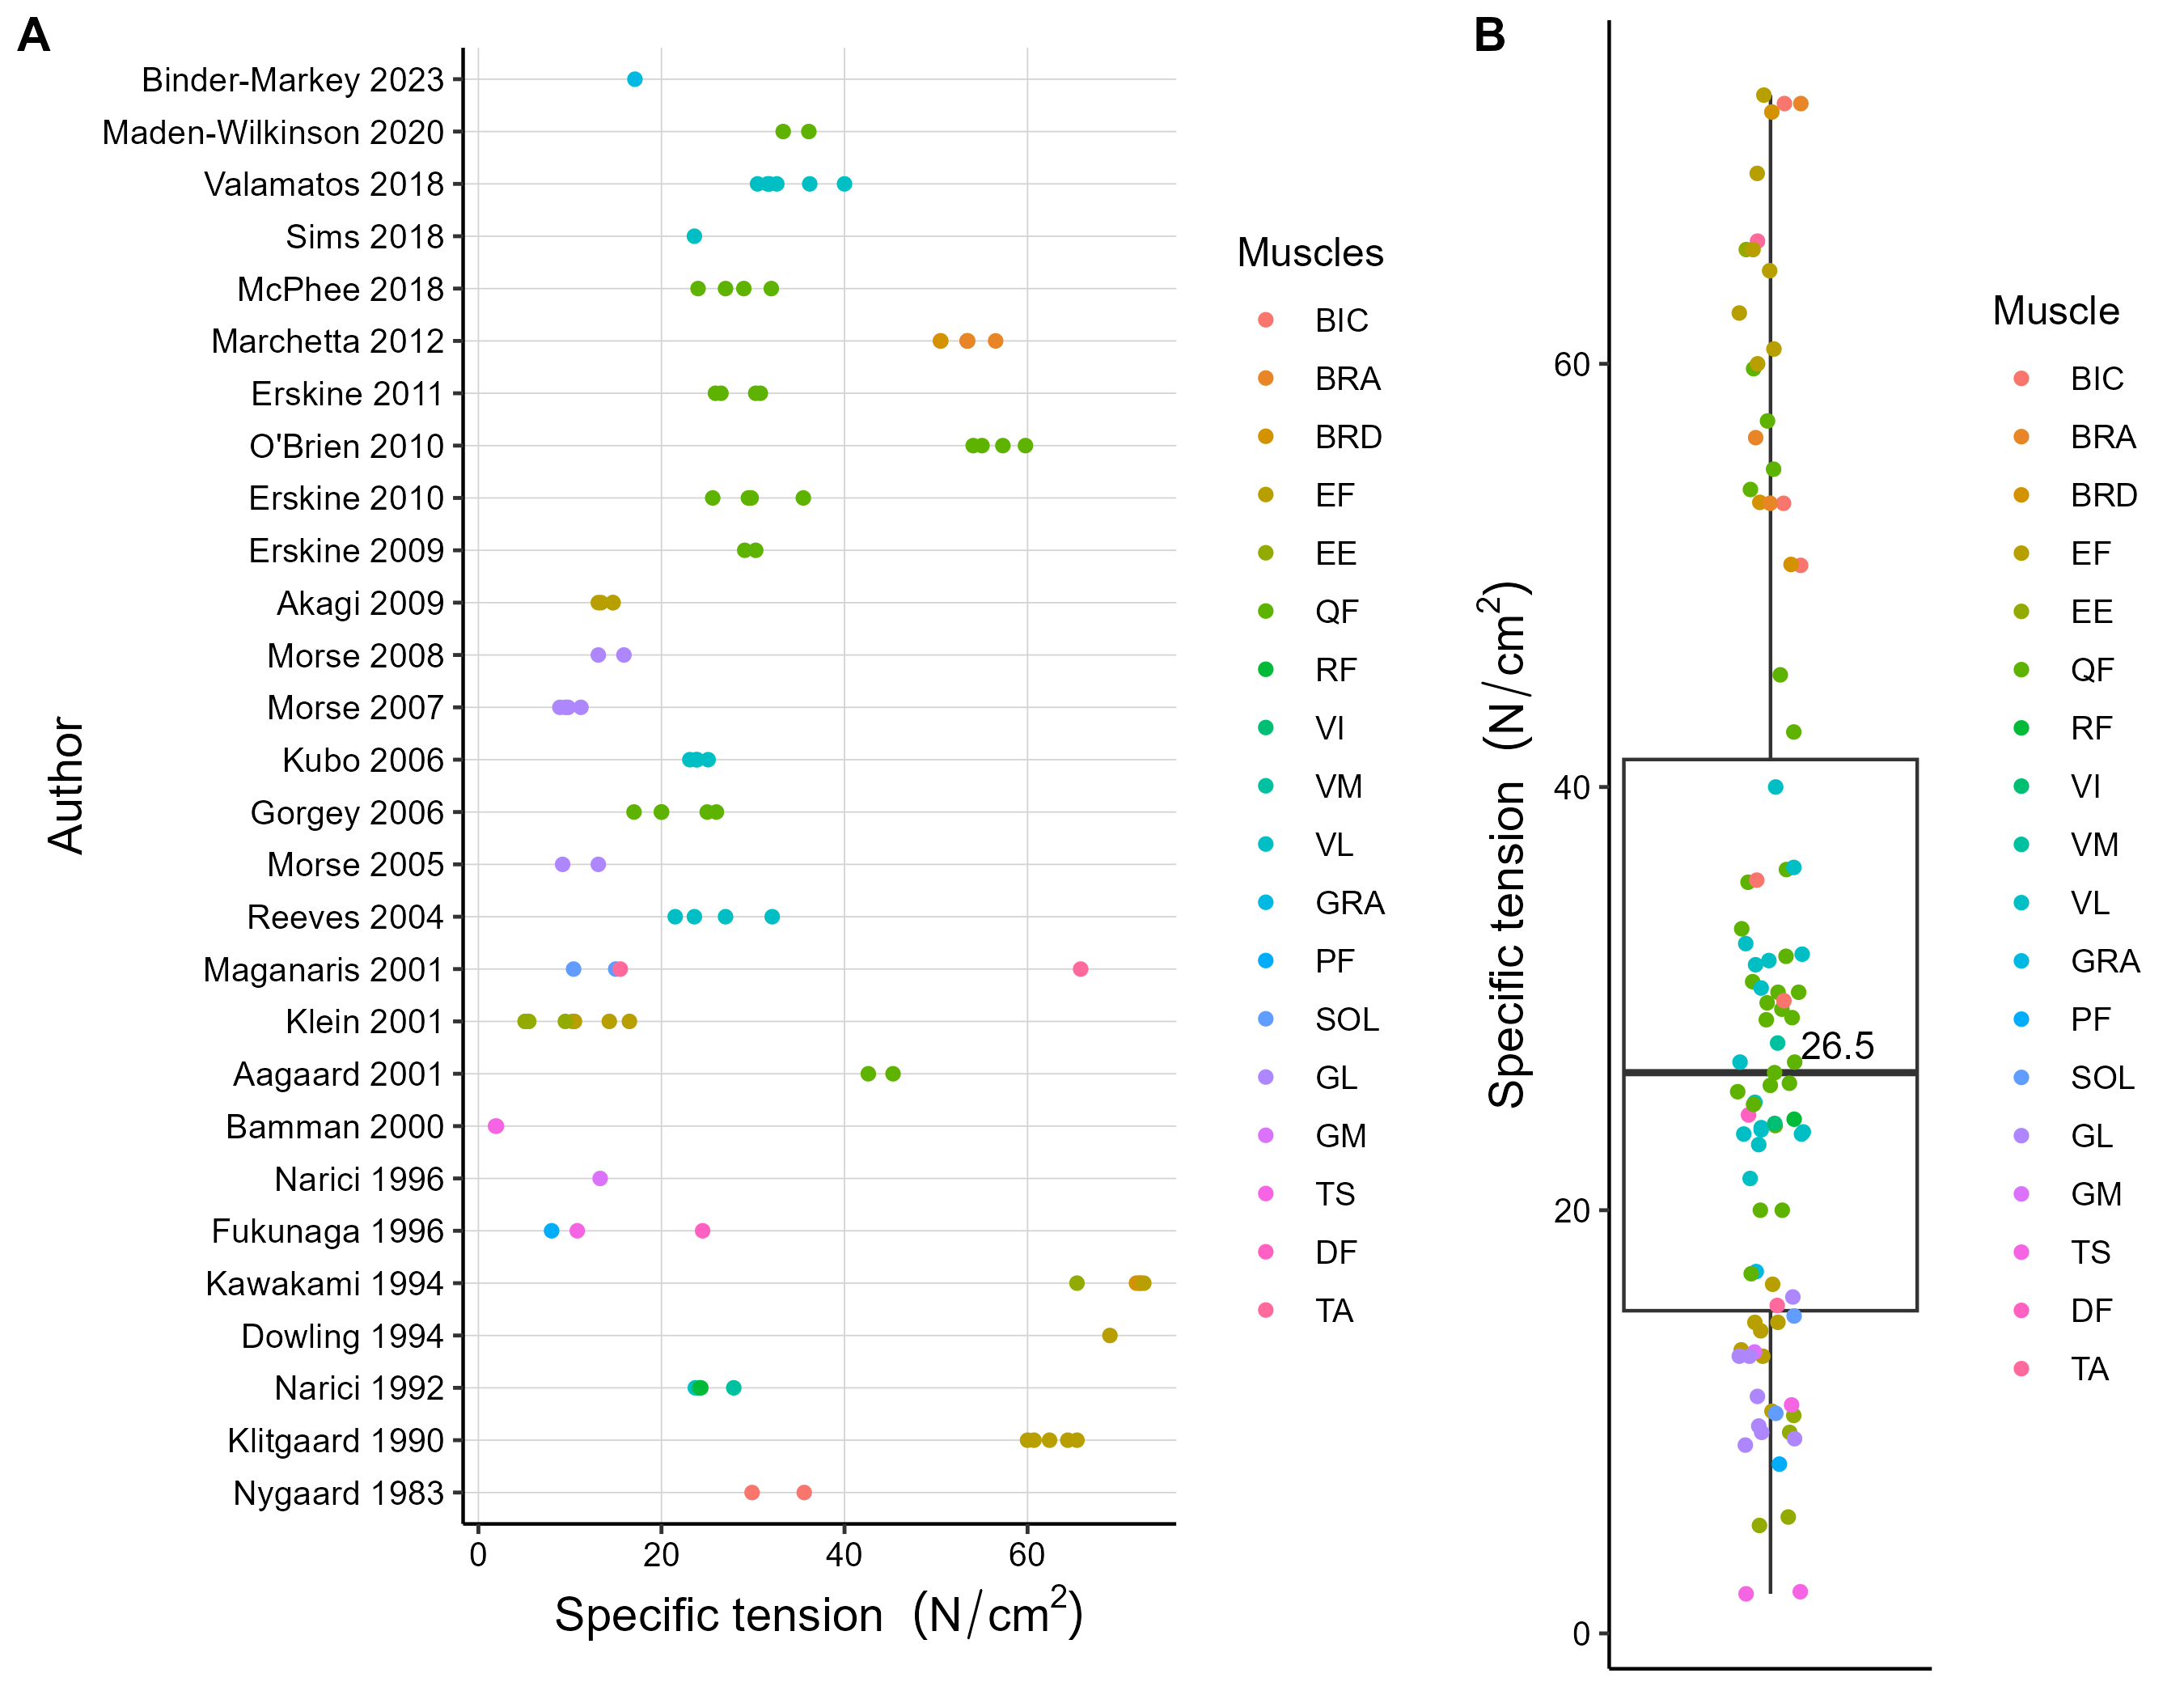 A
Binder-Markey 2023
Maden-Wilkinson 2020
Valamatos 2018
Sims 2018
McPhee 2018
Marchetta 2012
Erskine 2011
O'Brien 2010
Erskine 2010
Erskine 2009
Akagi 2009
Morse 2008
Morse 2007
Kubo 2006
Gorgey 2006
Morse 2005
Reeves 2004
Maganaris 2001
Klein 2001
Aagaard 2001
Bamman 2000
Narici 1996
Fukunaga 1996
Kawakami 1994
Dowling 1994
Narici 1992
Klitgaard 1990
Nygaard 1983
Author
0 20 40 60
Specific tension (N/cm²)
Muscles
BIC
BRA
BRD
EF
EE
QF
RF
VI
VM
VL
GRA
PF
SOL
GL
GM
TS
DF
TA
B
Specific tension (N/cm²)
60
40
20
0
26.5
Muscle
BIC
BRA
BRD
EF
EE
QF
RF
VI
VM
VL
GRA
PF
SOL
GL
GM
TS
DF
TA